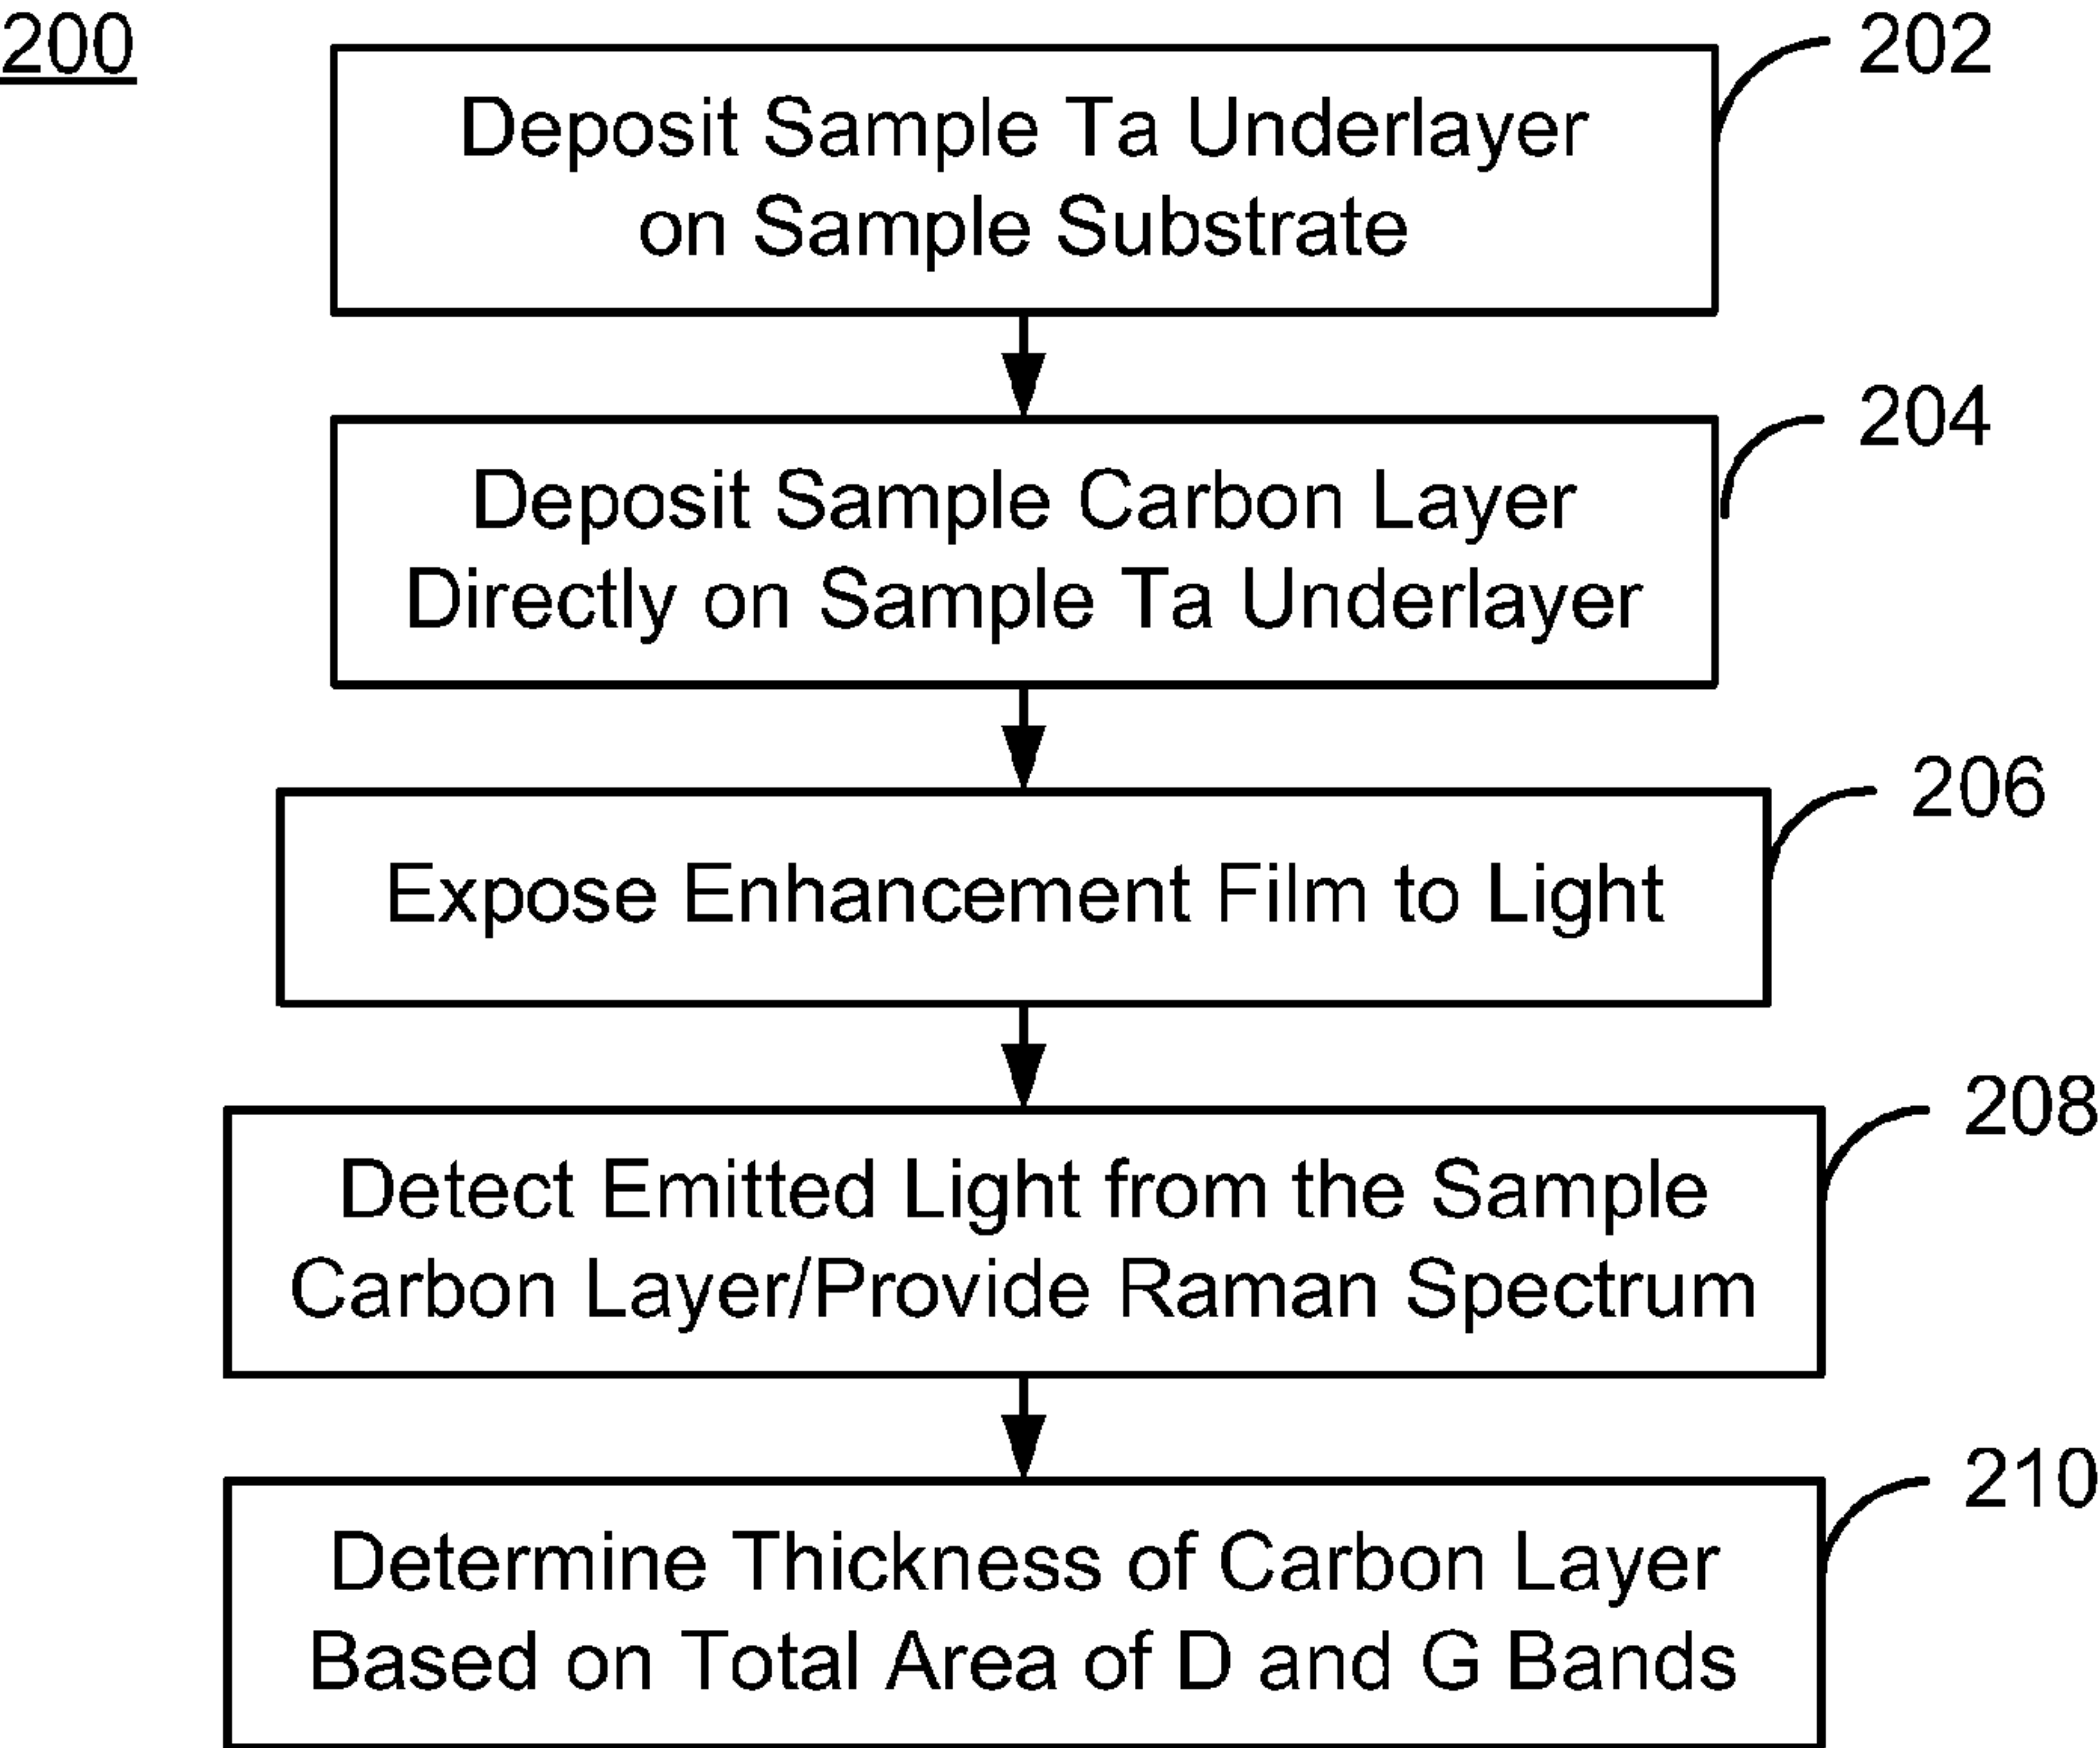 200
202
Deposit Sample Ta Underlayer
on Sample Substrate
204
Deposit Sample Carbon Layer
Directly on Sample Ta Underlayer
206
Expose Enhancement Film to Light
208
Detect Emitted Light from the Sample
Carbon Layer/Provide Raman Spectrum
210
Determine Thickness of Carbon Layer
Based on Total Area of D and G Bands